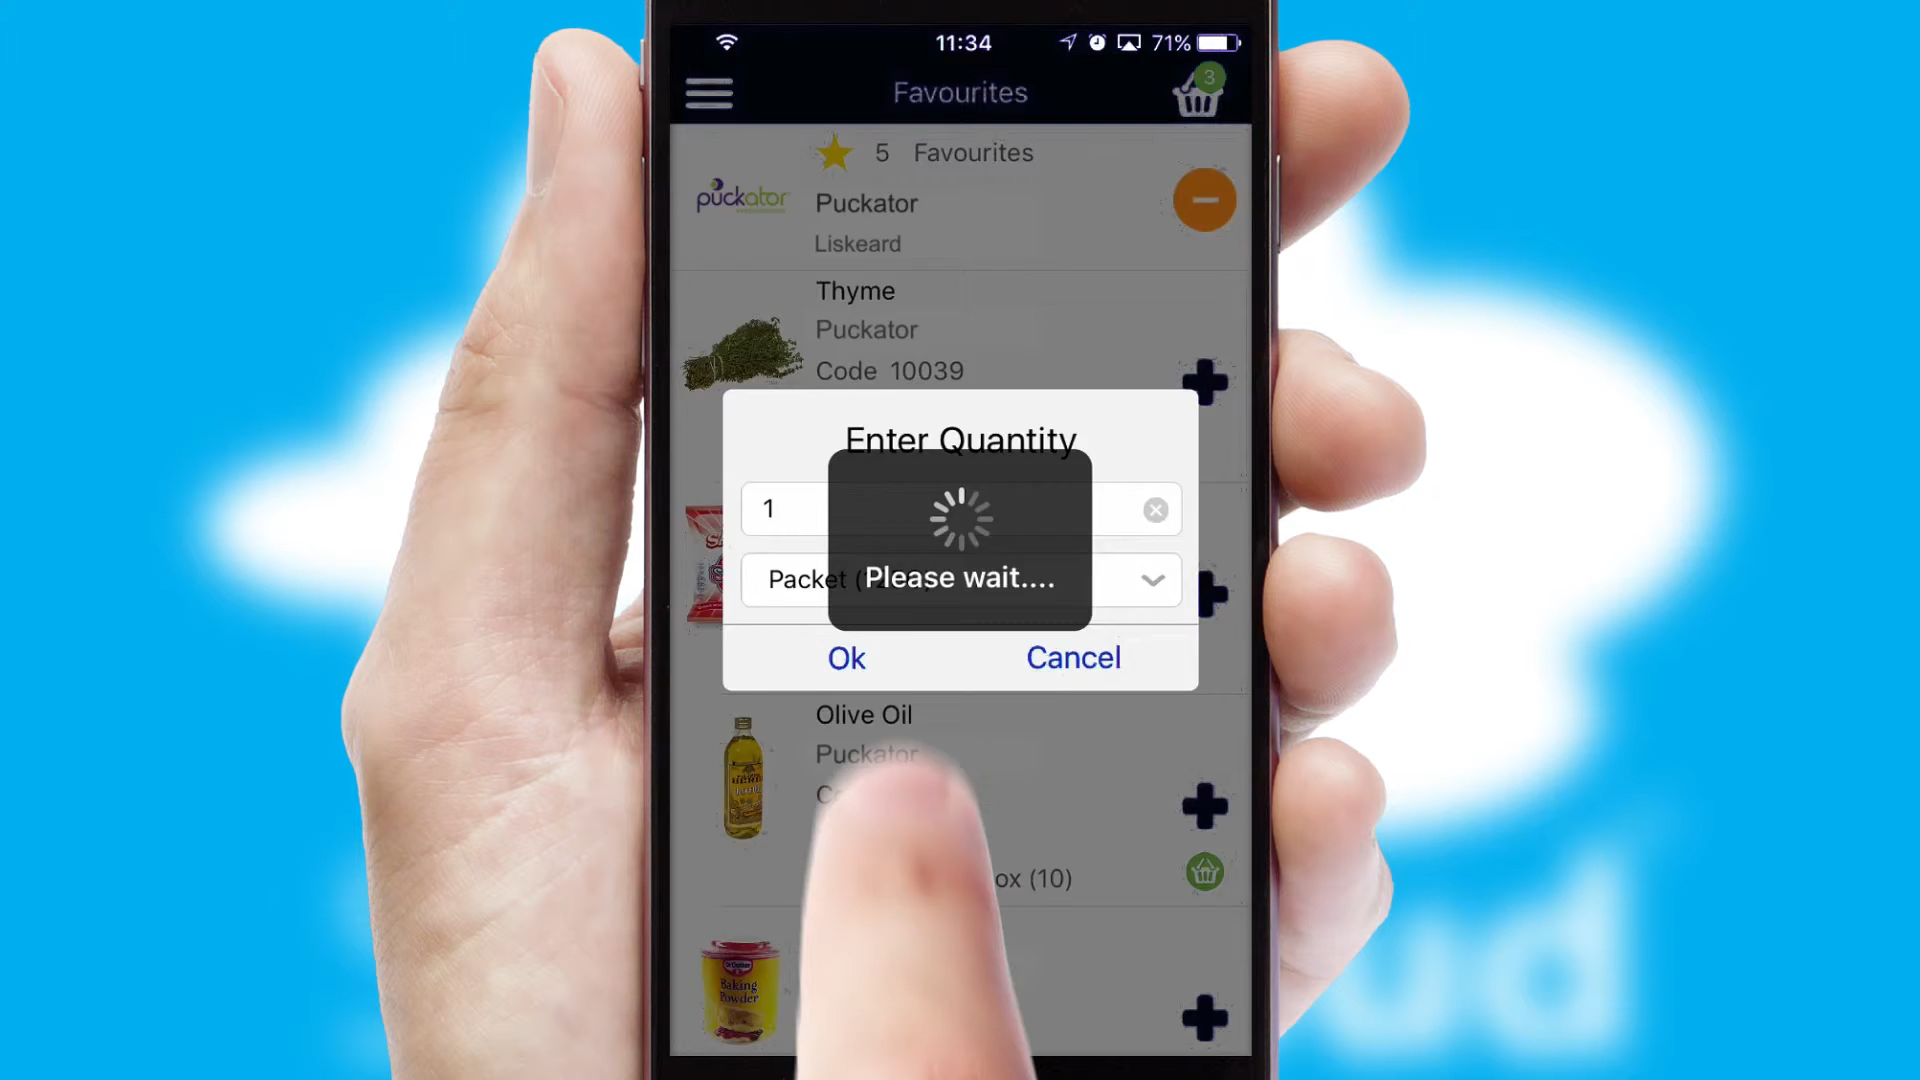 11:34
71%
Favourites
3
5 Favourites
puckator
Puckator
Liskeard
Thyme
Puckator
Code 10039
Enter Quantity
1
Packet
Please wait....
Ok
Cancel
Olive Oil
Puckator
ox (10)
Baking
Powder
ud